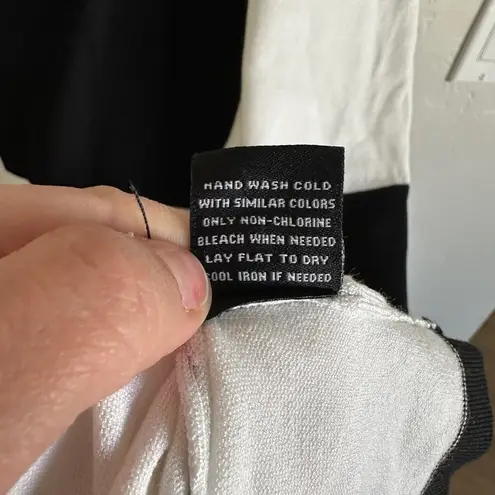 HAND WASH COLD
WITH SIMILAR COLORS
ONLY NON-CHLORINE
BLEACH WHEN NEEDED
LAY FLAT TO DRY
COOL IRON IF NEEDED